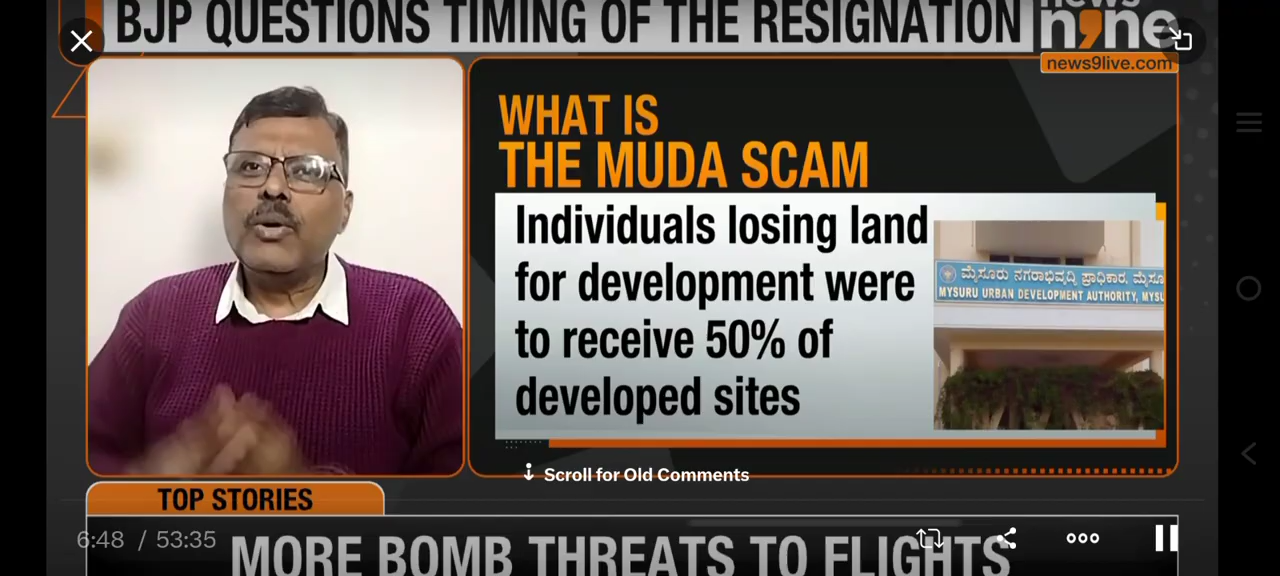 BJP QUESTIONS TIMING OF THE RESIGNATION
news
n9ne
news9live.com
WHAT IS
THE MUDA SCAM
Individuals losing land
for development were
to receive 50% of
developed sites
ಮೈಸೂರು ನಗರಾಭಿವೃದ್ಧಿ ಪ್ರಾಧಿಕಾರ, ಮೈಸೂ
MYSURU URBAN DEVELOPMENT AUTHORITY, MYSU
Scroll for Old Comments
TOP STORIES
6:48 / 53:35
MORE BOMB THREATS TO FLIGHTS